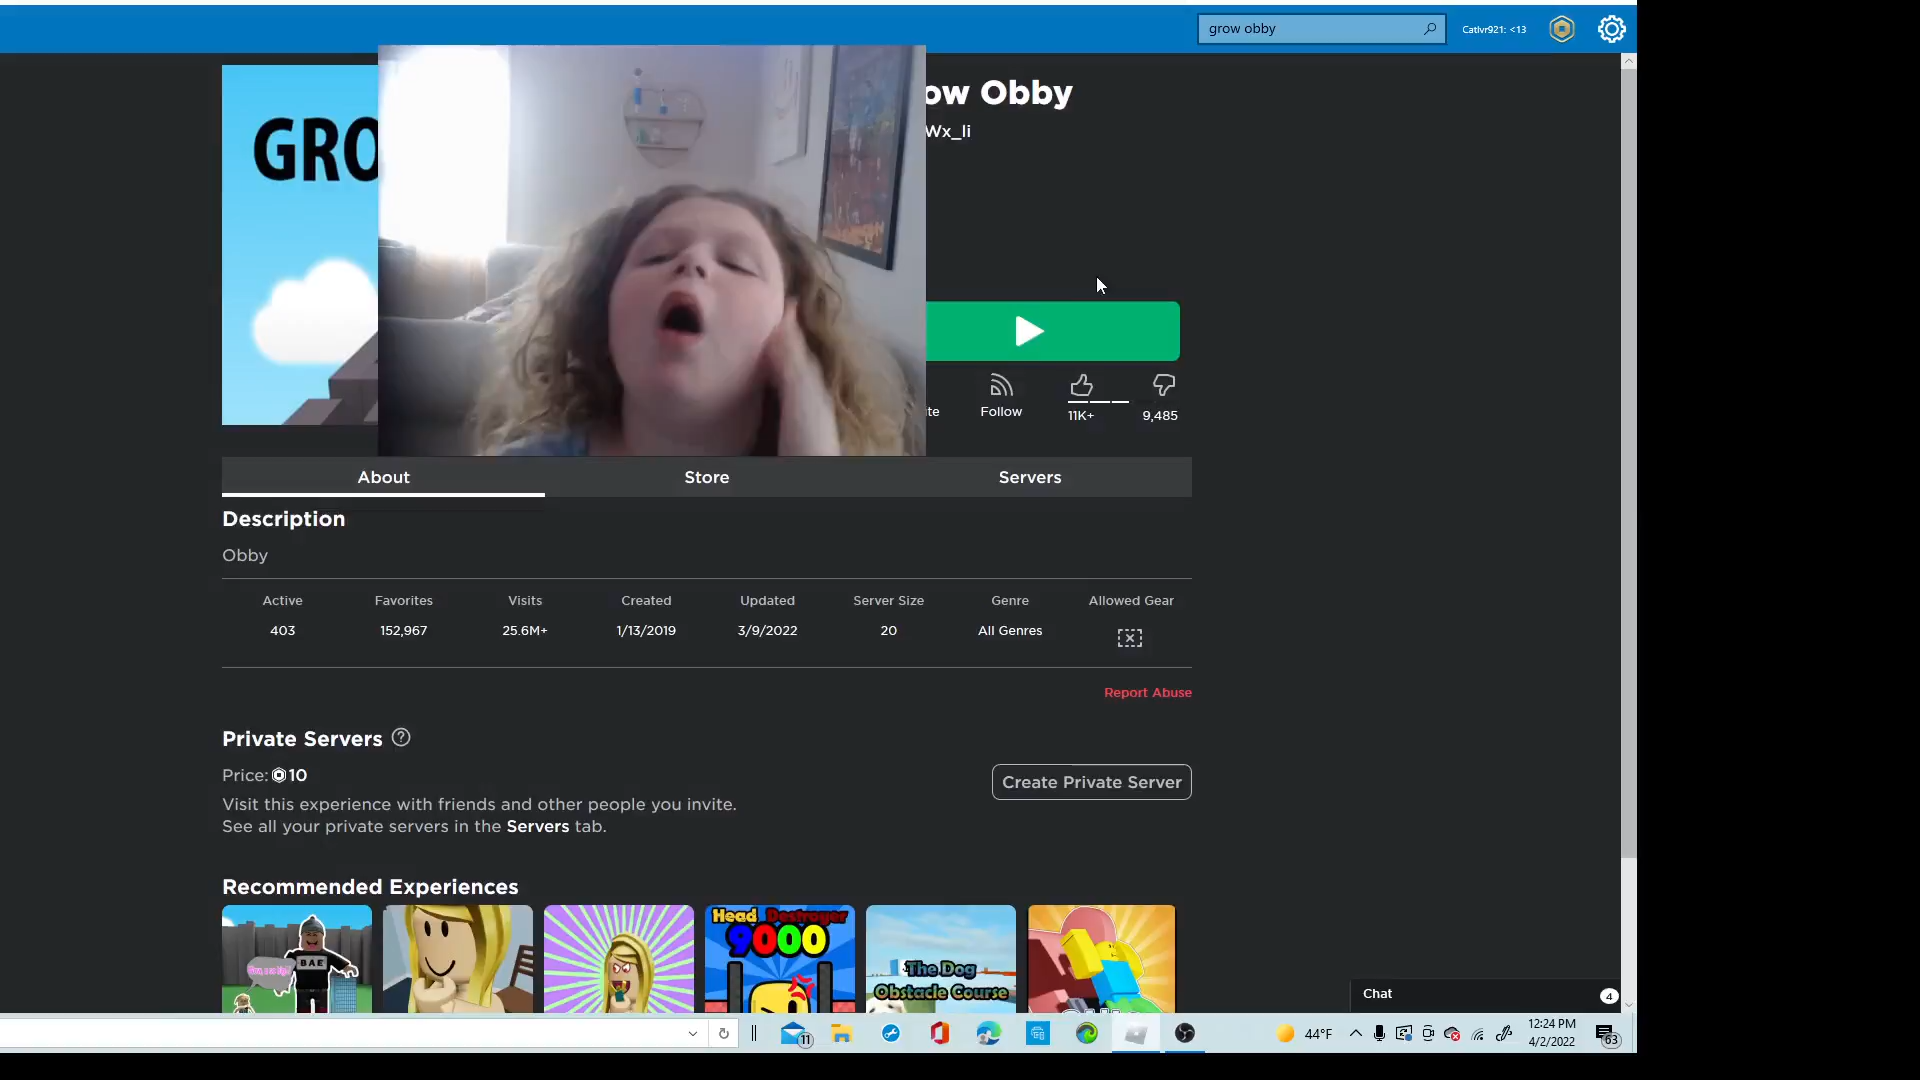 grow obby
Catlvr921: <13
GRO
ow Obby
Wx_li
te
Follow
11K+
9,485
About
Store
Servers
Description
Obby
Active
Favorites
Visits
Created
Updated
Server Size
Genre
Allowed Gear
403
152,967
25.6M+
1/13/2019
3/9/2022
20
All Genres
Report Abuse
Private Servers
Price: 10
Create Private Server
Visit this experience with friends and other people you invite.
See all your private servers in the Servers tab.
Recommended Experiences
BAE
Head Destroyer
9000
The Dog
Obstacle Course
Chat
4
11
44°F
12:24 PM
4/2/2022
63